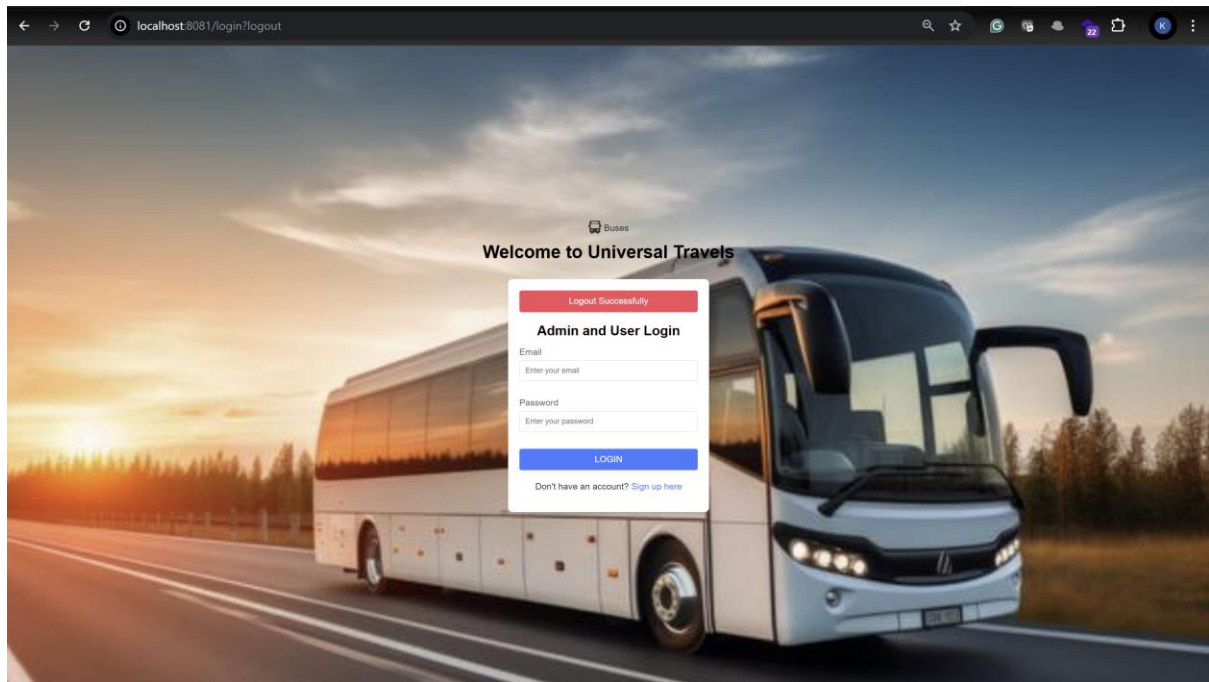 localhost:8081/login?logout
22
K
Buses
Welcome to Universal Travels
Logout Successfully
Admin and User Login
Email
Enter your email
Password
Enter your password
LOGIN
Don't have an account? Sign up here